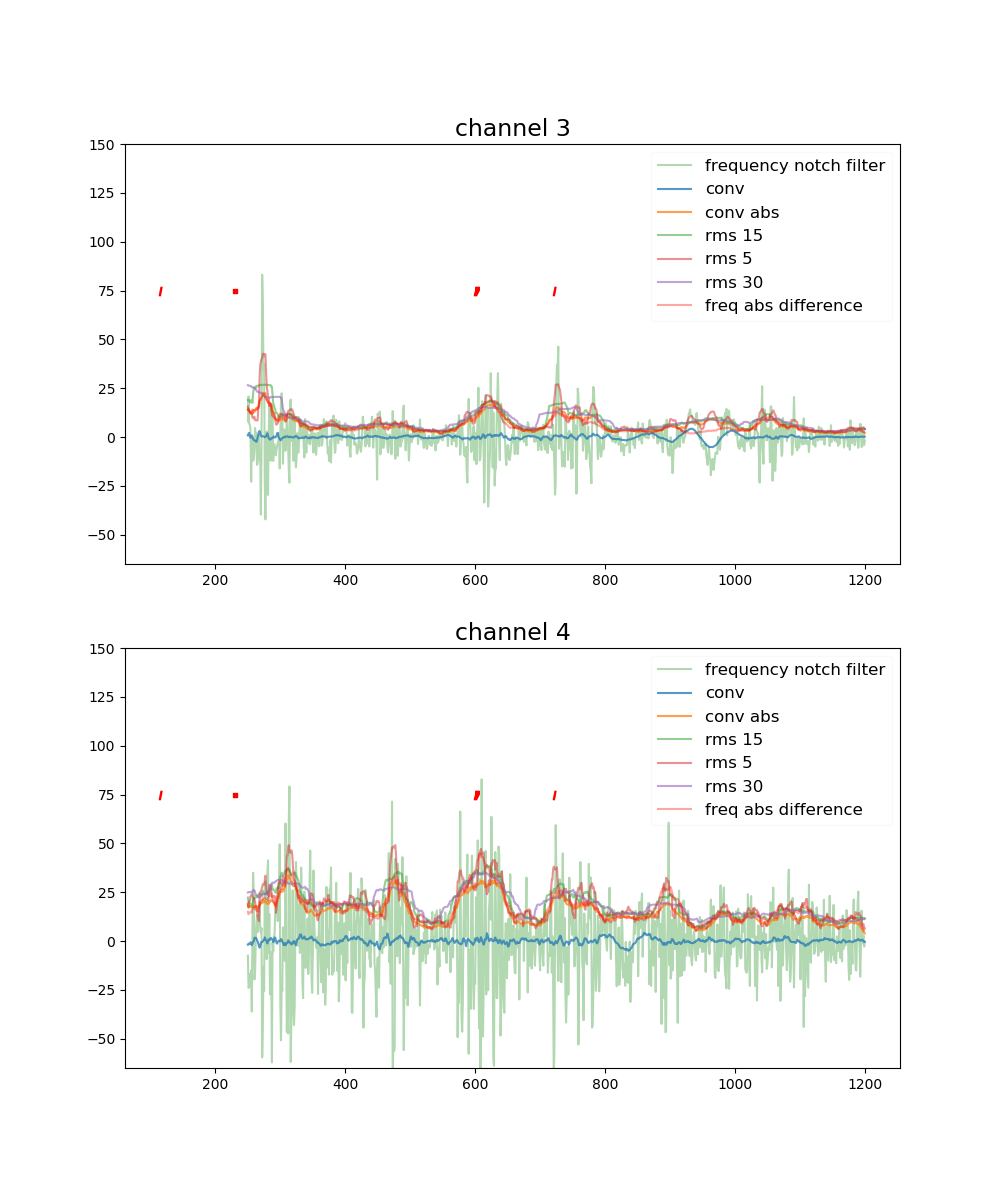 channel 3
150
125
100
75
50
25
0
−25
−50
frequency notch filter
conv
conv abs
rms 15
rms 5
rms 30
freq abs difference
200 400 600 800 1000 1200
channel 4
150
125
100
75
50
25
0
−25
−50
frequency notch filter
conv
conv abs
rms 15
rms 5
rms 30
freq abs difference
200 400 600 800 1000 1200